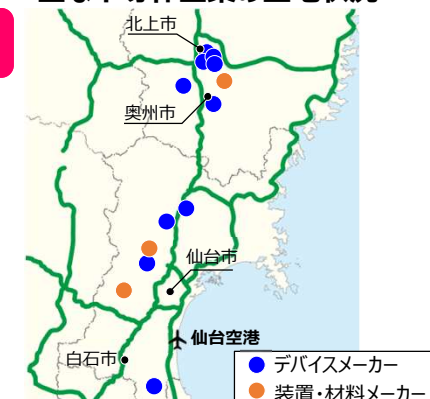 北上市
奥州市
仙台市
仙台空港
白石市
デバイスメーカー
装置・材料メーカー